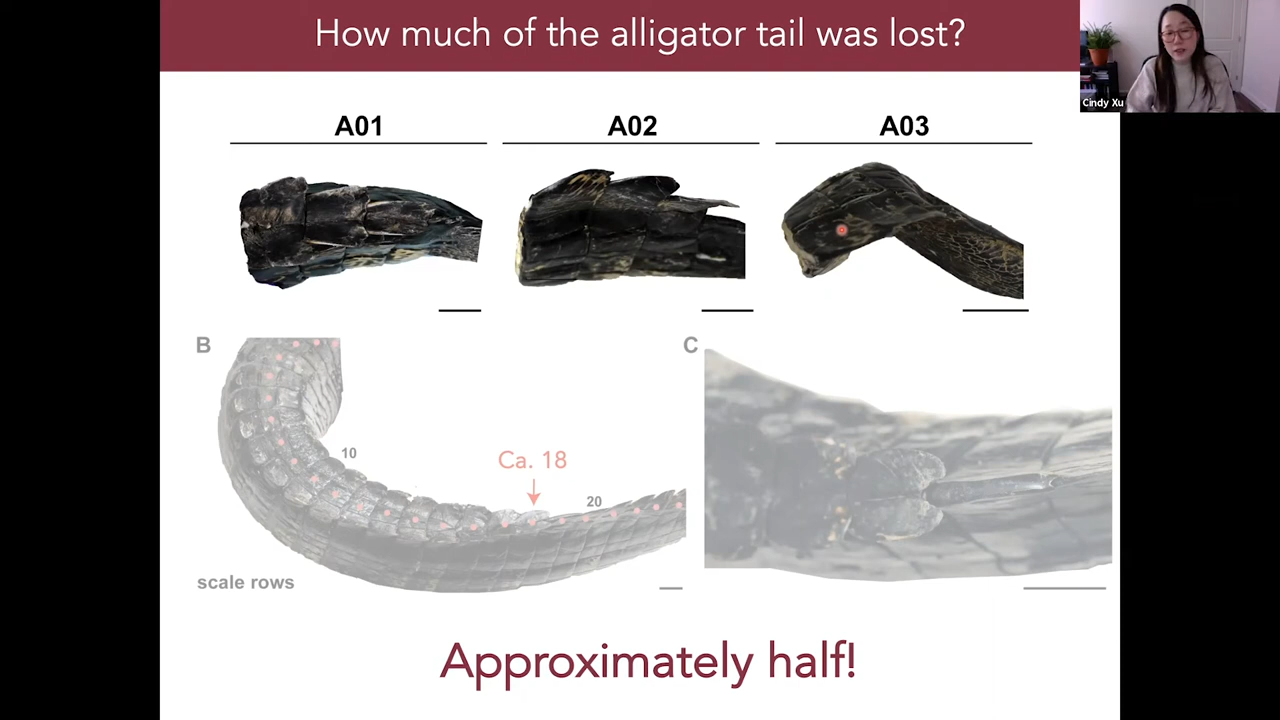 How much of the alligator tail was lost?
Cindy Xu
A01
A02
A03
B
C
10
Ca. 18
20
scale rows
Approximately half!